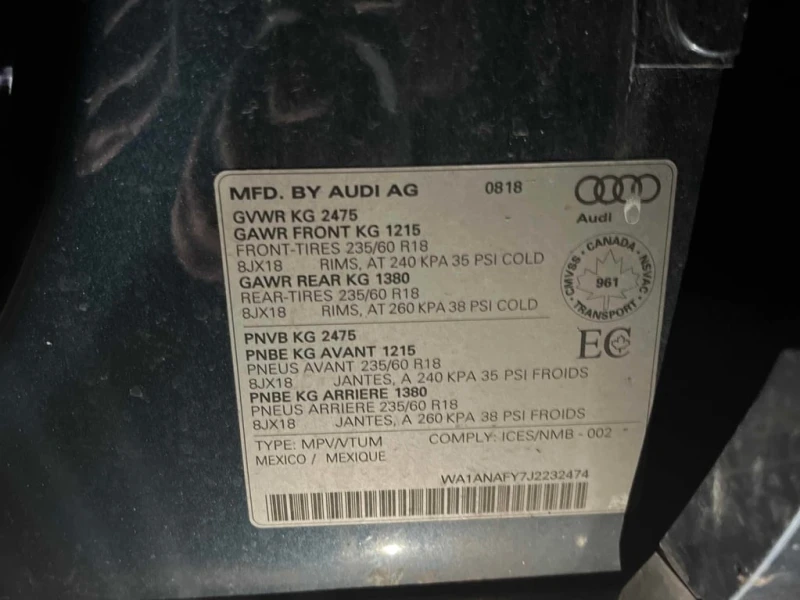 MFD. BY AUDI AG 0818
Audi
GVWR KG 2475
GAWR FRONT KG 1215
FRONT-TIRES 235/60 R18
8JX18 RIMS, AT 240 KPA 35 PSI COLD
GAWR REAR KG 1380
REAR-TIRES 235/60 R18
8JX18 RIMS, AT 260 KPA 38 PSI COLD
CMVSS - CANADA - NSVAC
961
TRANSPORT
EC
PNVB KG 2475
PNBE KG AVANT 1215
PNEUS AVANT 235/60 R18
8JX18 JANTES, A 240 KPA 35 PSI FROIDS
PNBE KG ARRIERE 1380
PNEUS ARRIERE 235/60 R18
8JX18 JANTES, A 260 KPA 38 PSI FROIDS
TYPE: MPV/VTUM COMPLY: ICES/NMB - 002
MEXICO / MEXIQUE
WA1ANAFY7J2232474